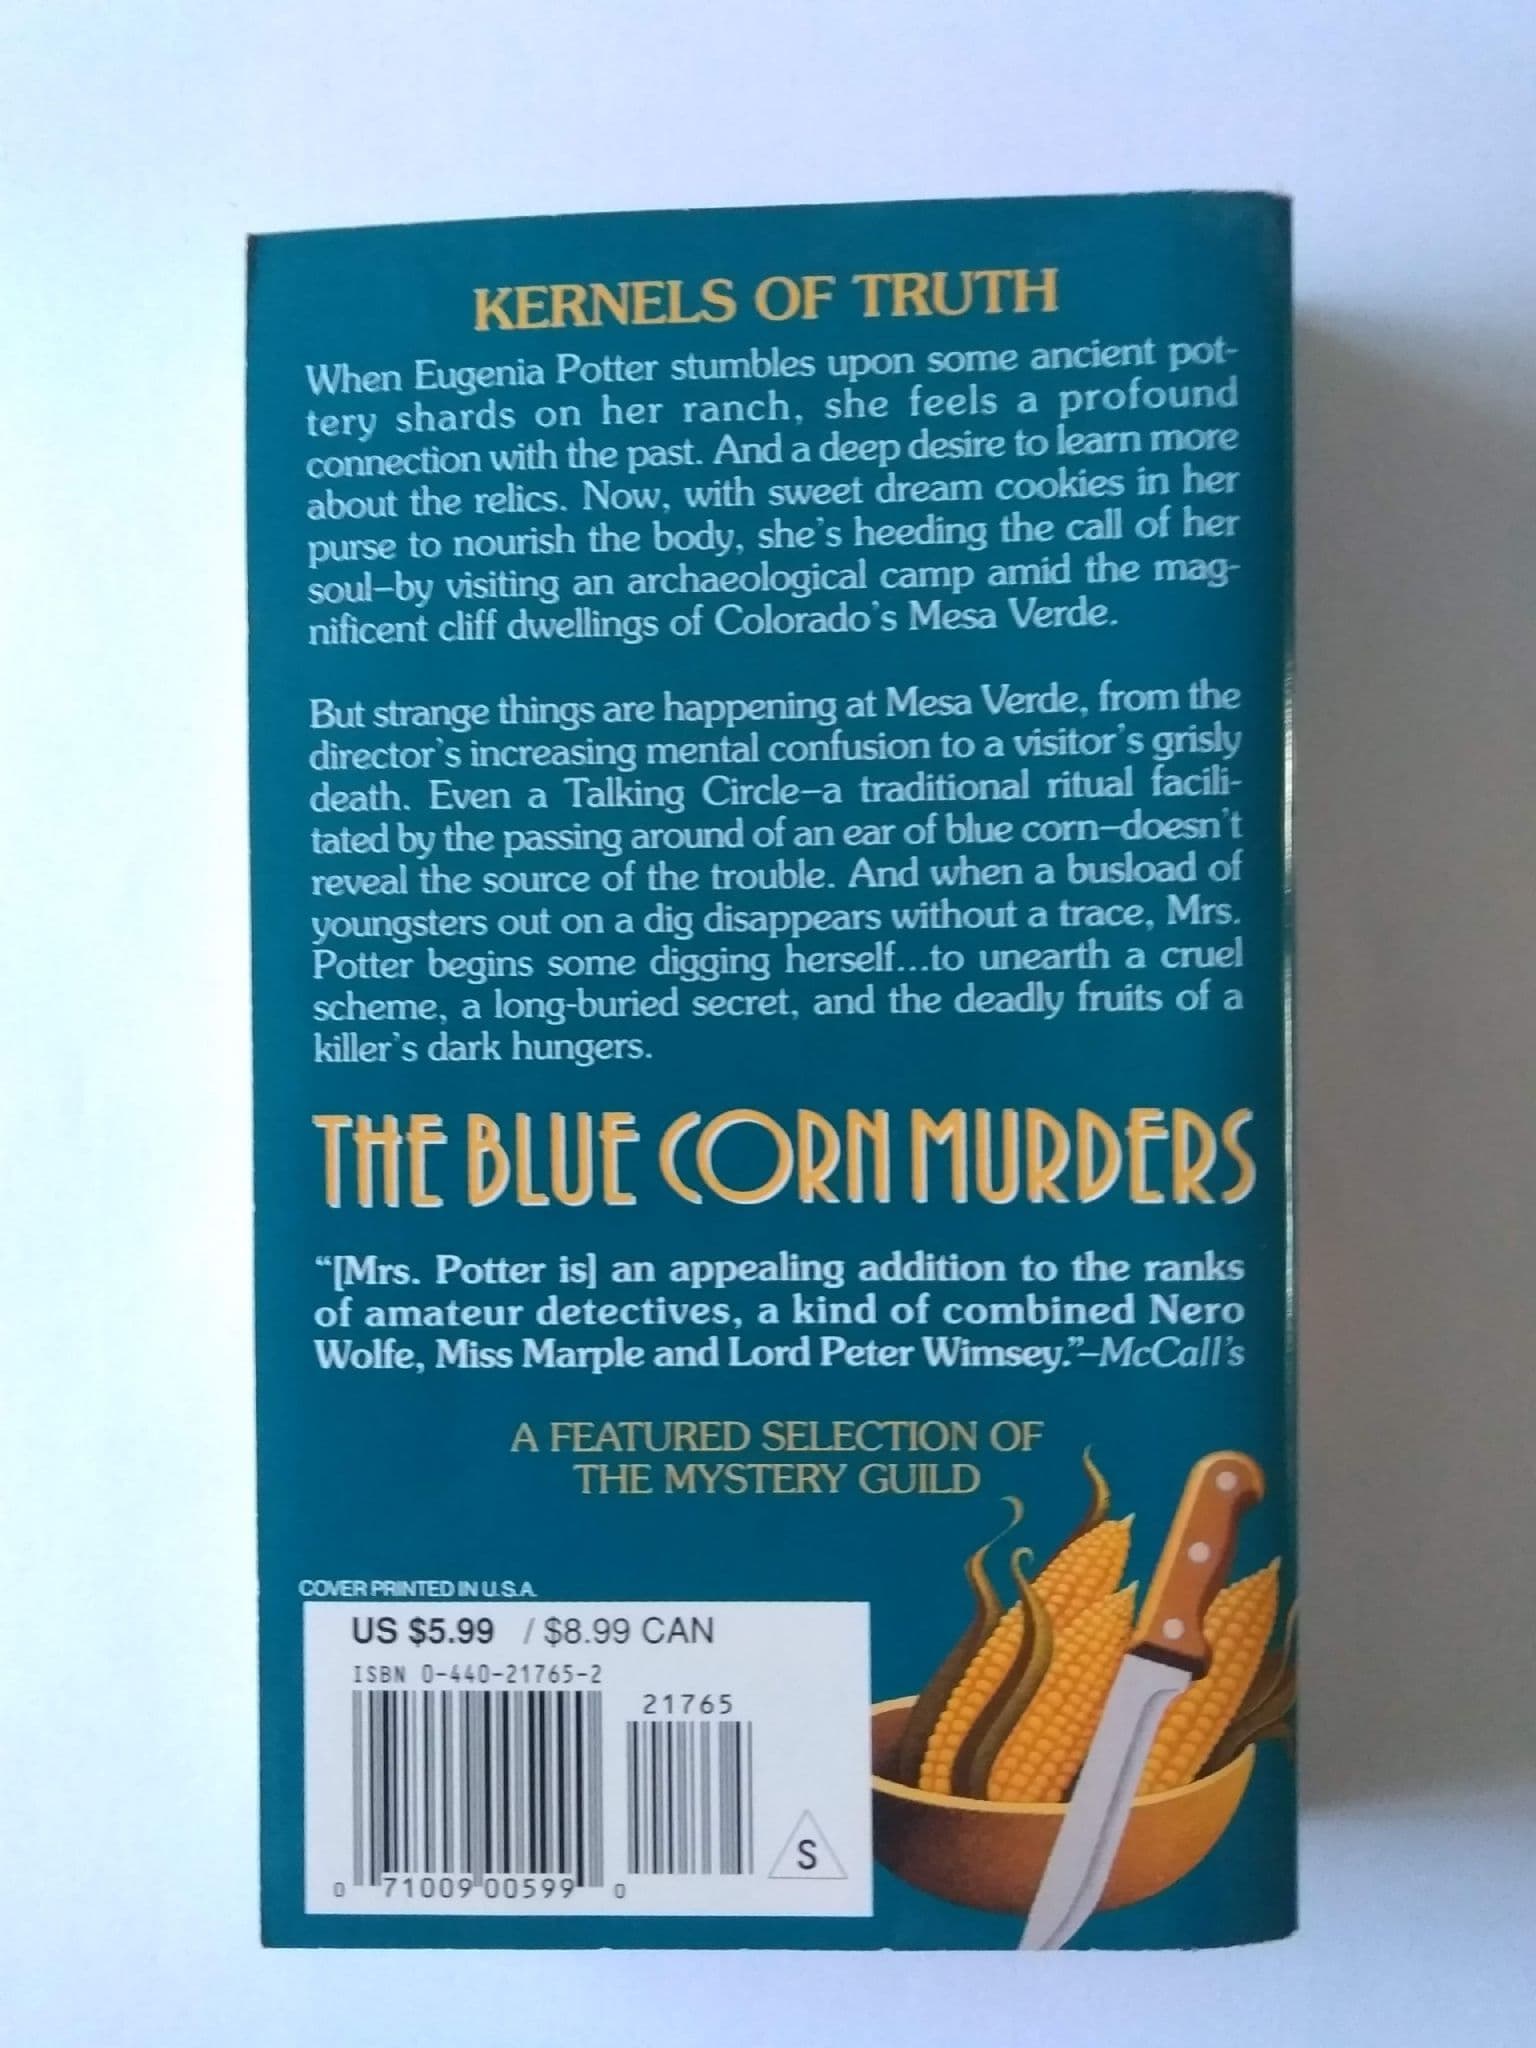 KERNELS OF TRUTH
When Eugenia Potter stumbles upon some ancient pot-
tery shards on her ranch, she feels a profound
connection with the past. And a deep desire to learn more
about the relics. Now, with sweet dream cookies in her
purse to nourish the body, she's heeding the call of her
soul–by visiting an archaeological camp amid the mag-
nificent cliff dwellings of Colorado's Mesa Verde.
But strange things are happening at Mesa Verde, from the
director's increasing mental confusion to a visitor's grisly
death. Even a Talking Circle–a traditional ritual facili-
tated by the passing around of an ear of blue corn–doesn't
reveal the source of the trouble. And when a busload of
youngsters out on a dig disappears without a trace, Mrs.
Potter begins some digging herself...to unearth a cruel
scheme, a long-buried secret, and the deadly fruits of a
killer's dark hungers.
THE BLUE CORN MURDERS
“[Mrs. Potter is] an appealing addition to the ranks
of amateur detectives, a kind of combined Nero
Wolfe, Miss Marple and Lord Peter Wimsey.”–McCall's
A FEATURED SELECTION OF
THE MYSTERY GUILD
COVER PRINTED IN U.S.A.
US $5.99 / $8.99 CAN
ISBN 0-440-21765-2
21765
S
0 71009 00599 0